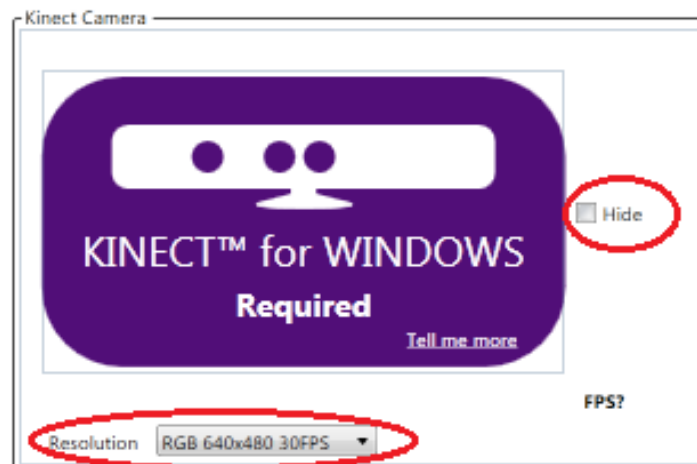 Kinect Camera
KINECT™ for WINDOWS
Required
Tell me more
Hide
FPS?
Resolution RGB 640x480 30FPS